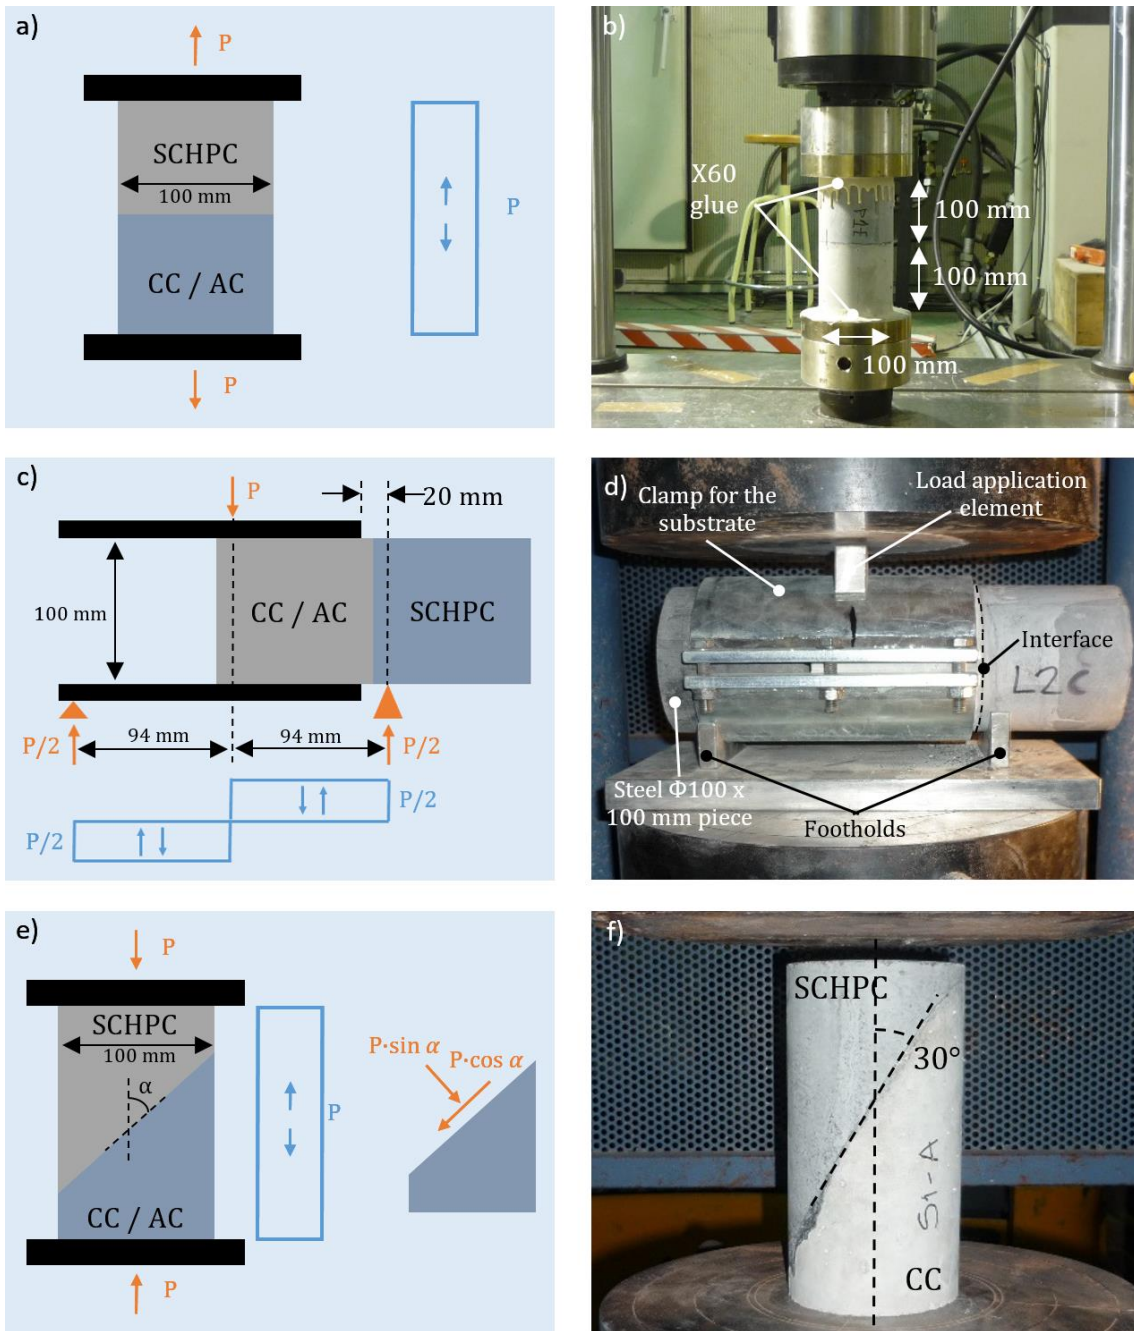 a)
P
SCHPC
100 mm
CC / AC
P
P
b)
X60
glue
100 mm
100 mm
100 mm
c)
P
20 mm
100 mm
CC / AC
SCHPC
P/2
94 mm
94 mm
P/2
P/2
P/2
d)
Clamp for the
substrate
Load application
element
Interface
L2C
Steel Φ100 x
100 mm piece
Footholds
e)
P
SCHPC
100 mm
α
CC / AC
P
P
P·sin α
P·cos α
f)
SCHPC
30°
S1-A
CC